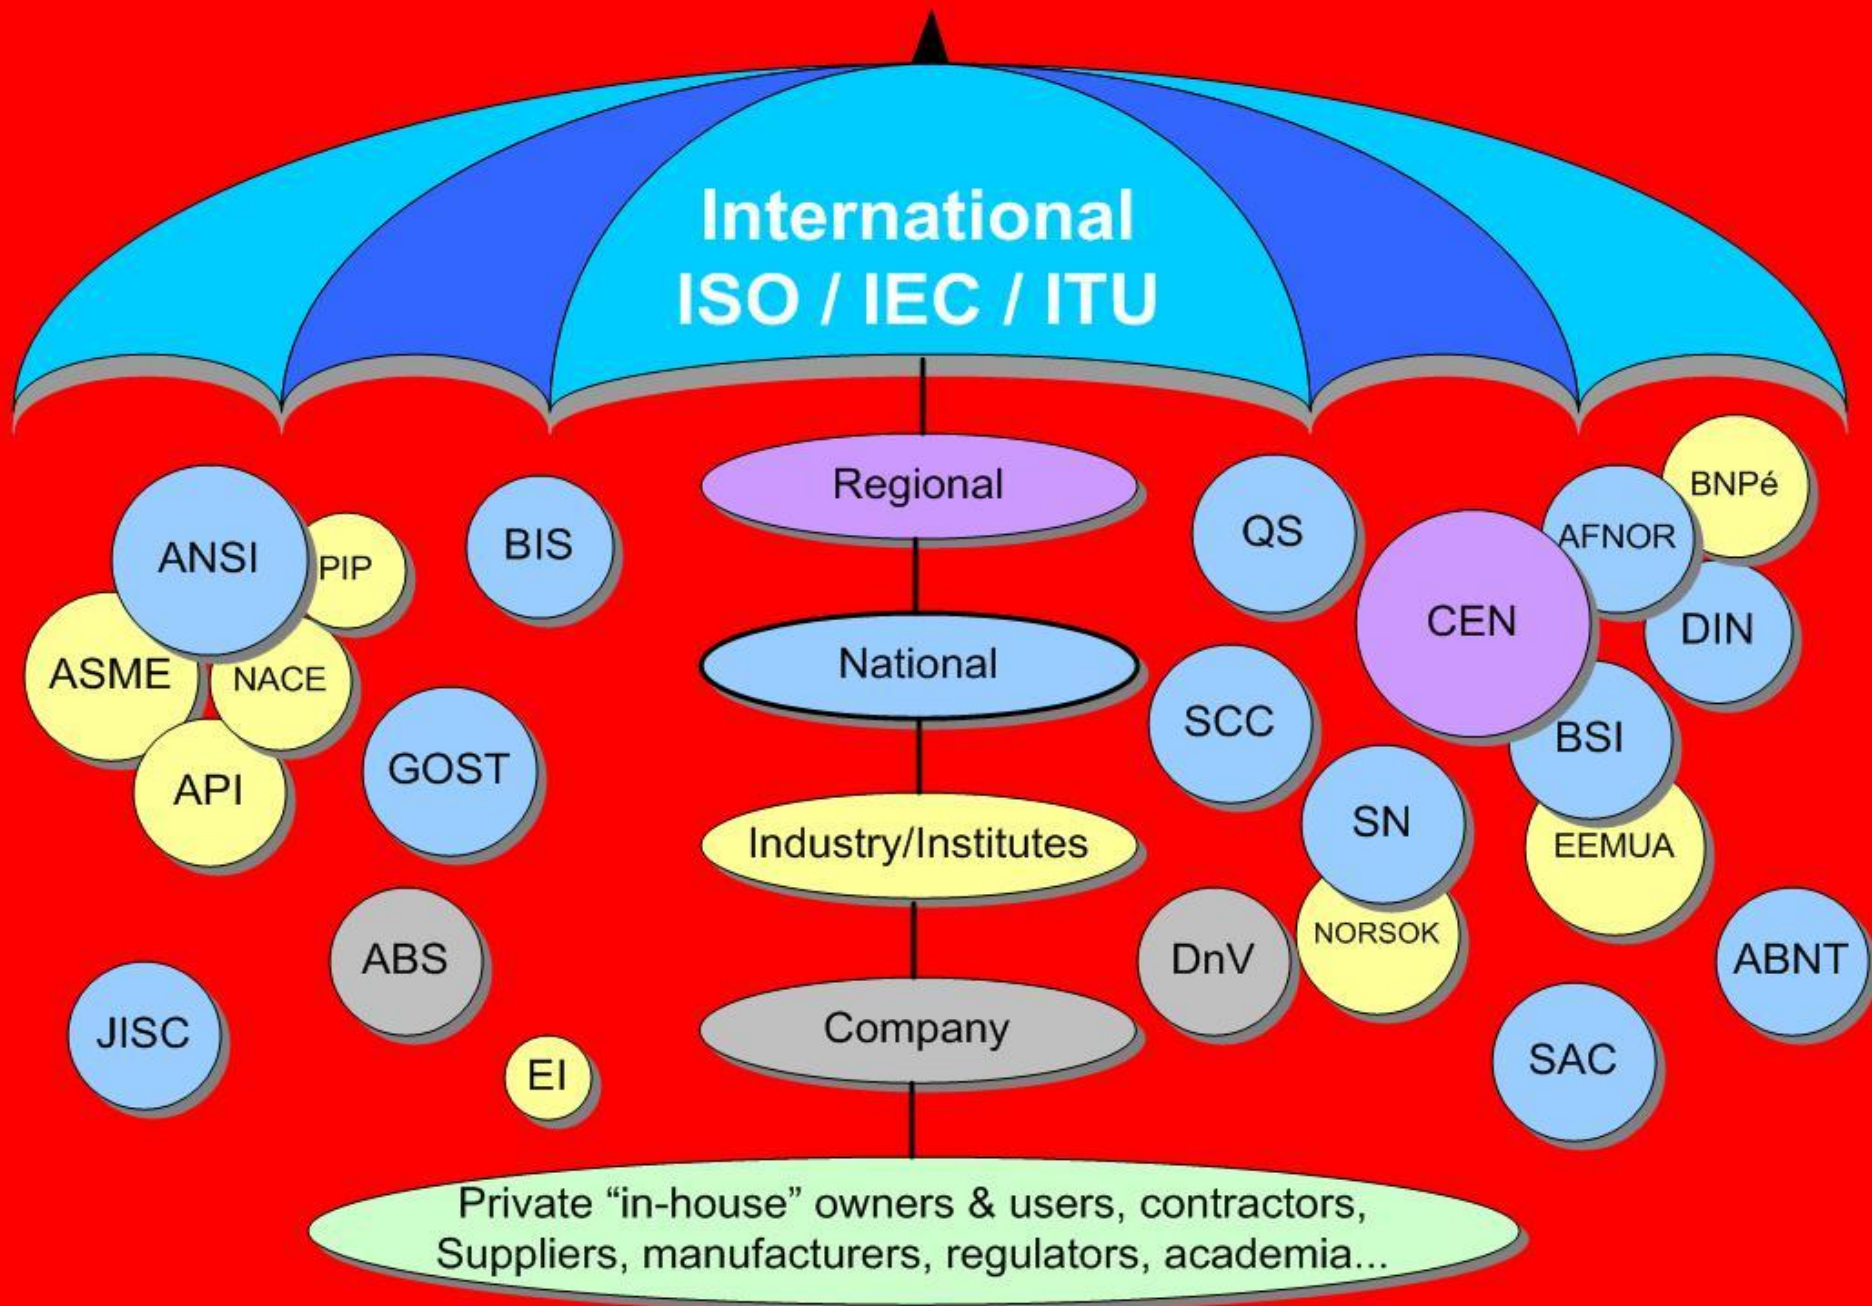 International
ISO / IEC / ITU
Regional
National
Industry/Institutes
Company
Private “in-house” owners & users, contractors,
Suppliers, manufacturers, regulators, academia...
ANSI
PIP
BIS
ASME
NACE
API
GOST
ABS
JISC
EI
QS
BNPé
AFNOR
CEN
DIN
SCC
BSI
SN
EEMUA
NORSOK
DnV
ABNT
SAC